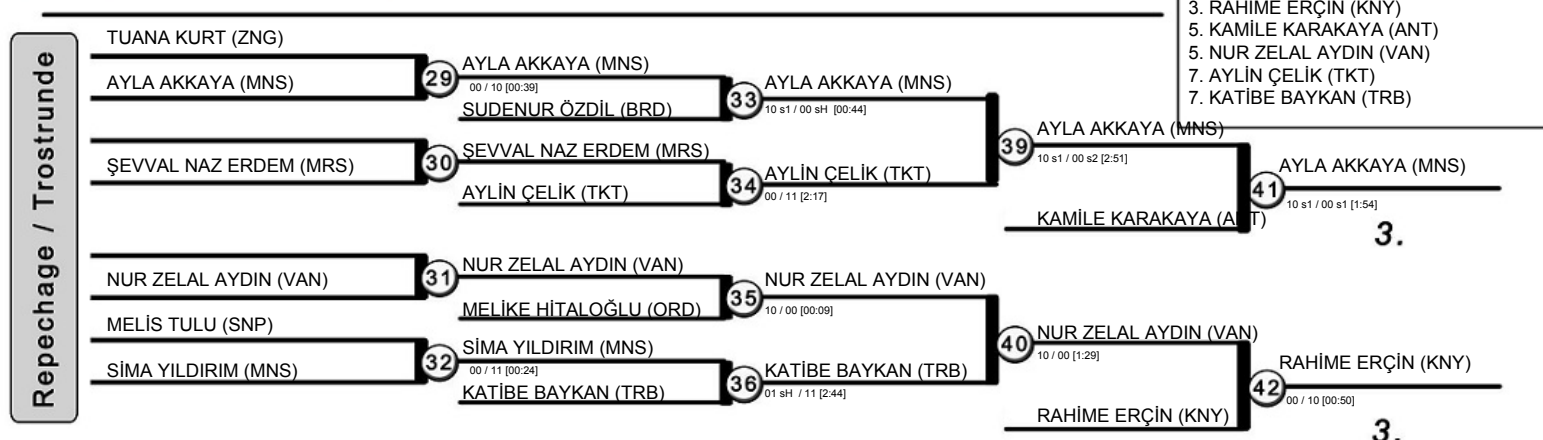 3. RAHİME ERÇİN (KNY)
5. KAMİLE KARAKAYA (ANT)
5. NUR ZELAL AYDIN (VAN)
7. AYLİN ÇELİK (TKT)
7. KATİBE BAYKAN (TRB)
Repechage / Trostrunde
TUANA KURT (ZNG)
AYLA AKKAYA (MNS)
29
AYLA AKKAYA (MNS)
00 / 10 [00:39]
SUDENUR ÖZDİL (BRD)
33
AYLA AKKAYA (MNS)
10 s1 / 00 sH [00:44]
ŞEVVAL NAZ ERDEM (MRS)
30
ŞEVVAL NAZ ERDEM (MRS)
AYLİN ÇELİK (TKT)
34
AYLİN ÇELİK (TKT)
00 / 11 [2:17]
39
AYLA AKKAYA (MNS)
10 s1 / 00 s2 [2:51]
KAMİLE KARAKAYA (ANT)
41
AYLA AKKAYA (MNS)
10 s1 / 00 s1 [1:54]
3.
NUR ZELAL AYDIN (VAN)
31
NUR ZELAL AYDIN (VAN)
MELİKE HİTALOĞLU (ORD)
35
NUR ZELAL AYDIN (VAN)
10 / 00 [00:09]
MELİS TULU (SNP)
SİMA YILDIRIM (MNS)
32
SİMA YILDIRIM (MNS)
00 / 11 [00:24]
KATİBE BAYKAN (TRB)
36
KATİBE BAYKAN (TRB)
01 sH / 11 [2:44]
40
NUR ZELAL AYDIN (VAN)
10 / 00 [1:29]
RAHİME ERÇİN (KNY)
42
RAHİME ERÇİN (KNY)
00 / 10 [00:50]
3.